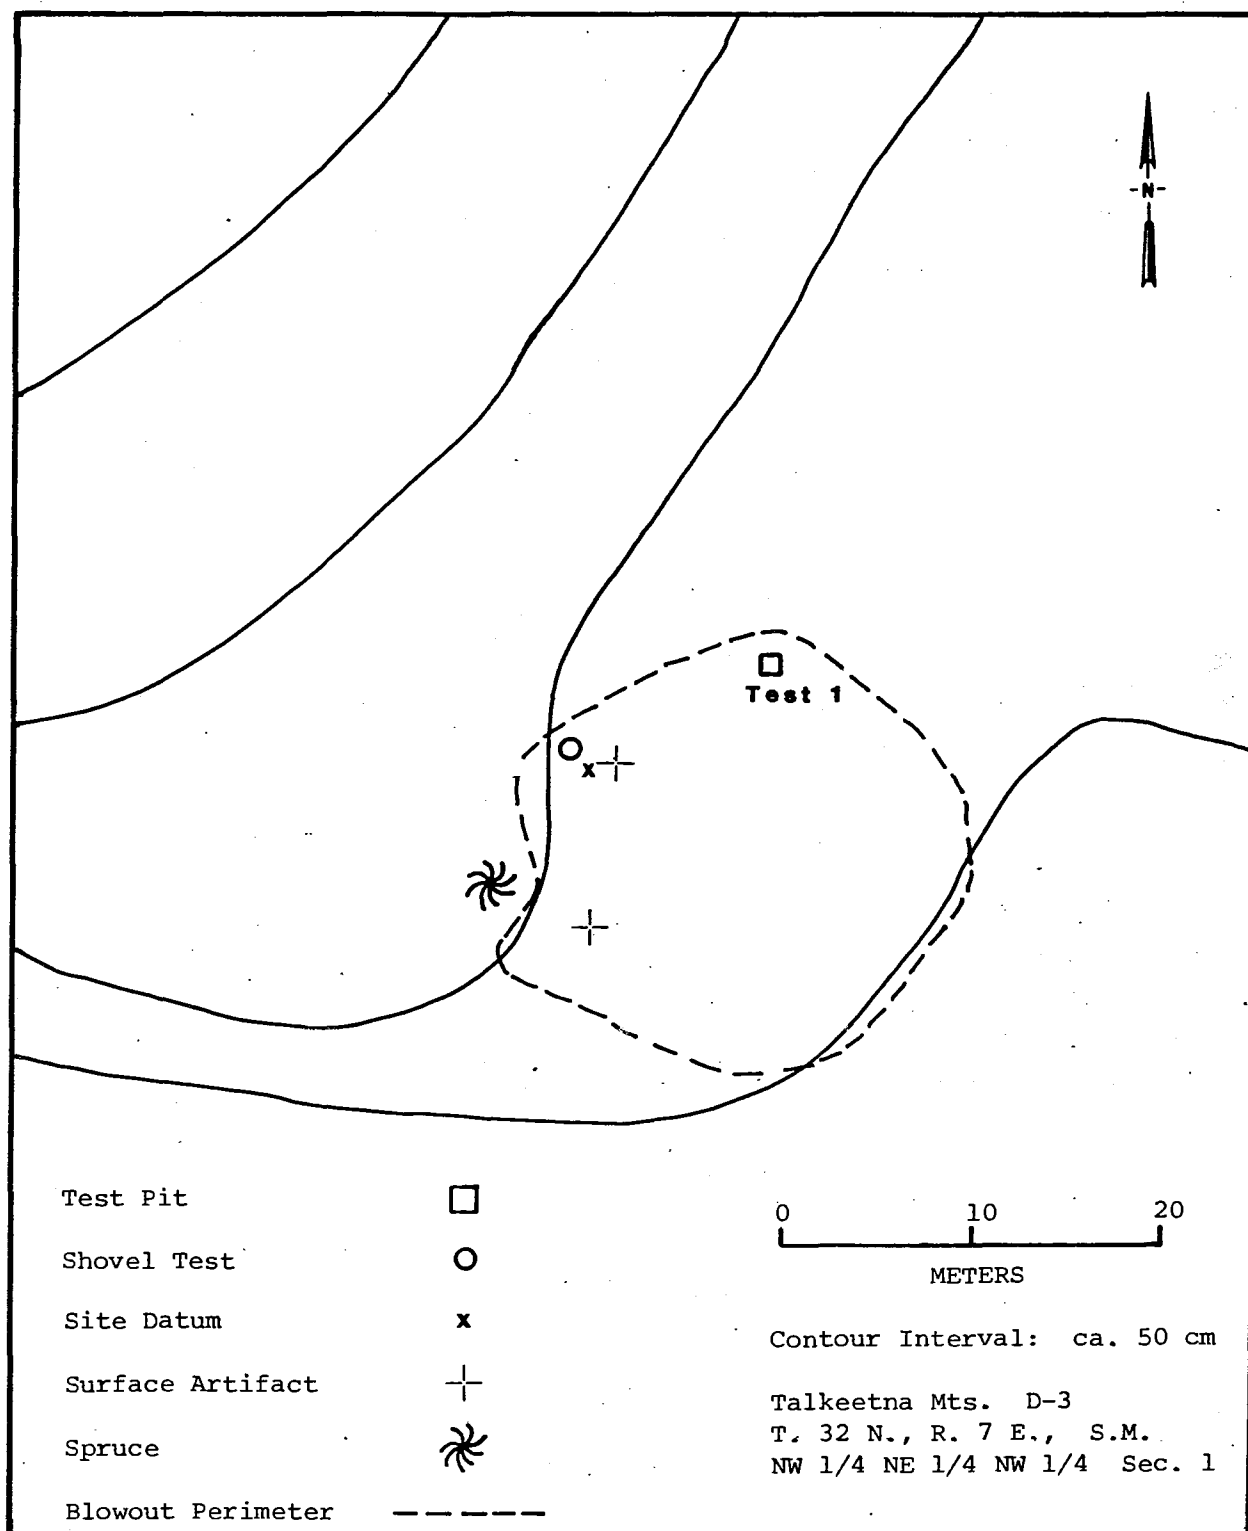 -N-
Test 1
x
Test Pit
Shovel Test
Site Datum x
Surface Artifact
Spruce
Blowout Perimeter
0 10 20
METERS
Contour Interval: ca. 50 cm
Talkeetna Mts. D-3
T. 32 N., R. 7 E., S.M.
NW 1/4 NE 1/4 NW 1/4 Sec. 1